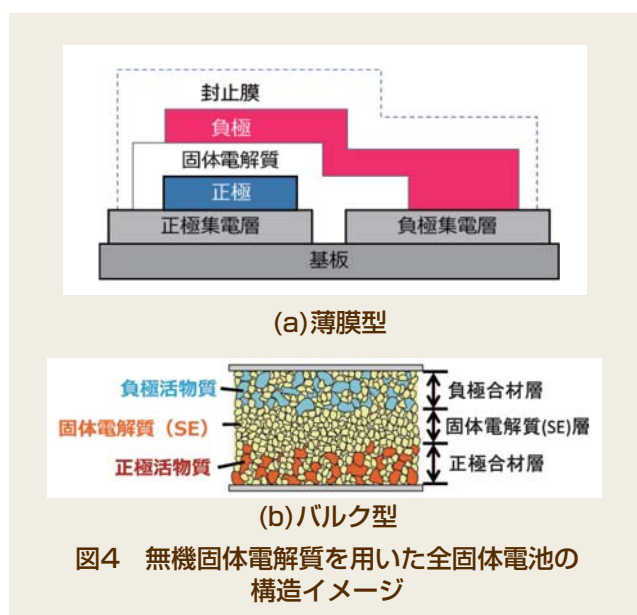 封止膜
負極
固体電解質
正極
正極集電層
負極集電層
基板
(a)薄膜型
負極活物質
固体電解質（SE）
正極活物質
負極合材層
固体電解質(SE)層
正極合材層
(b)バルク型
図4　無機固体電解質を用いた全固体電池の
構造イメージ